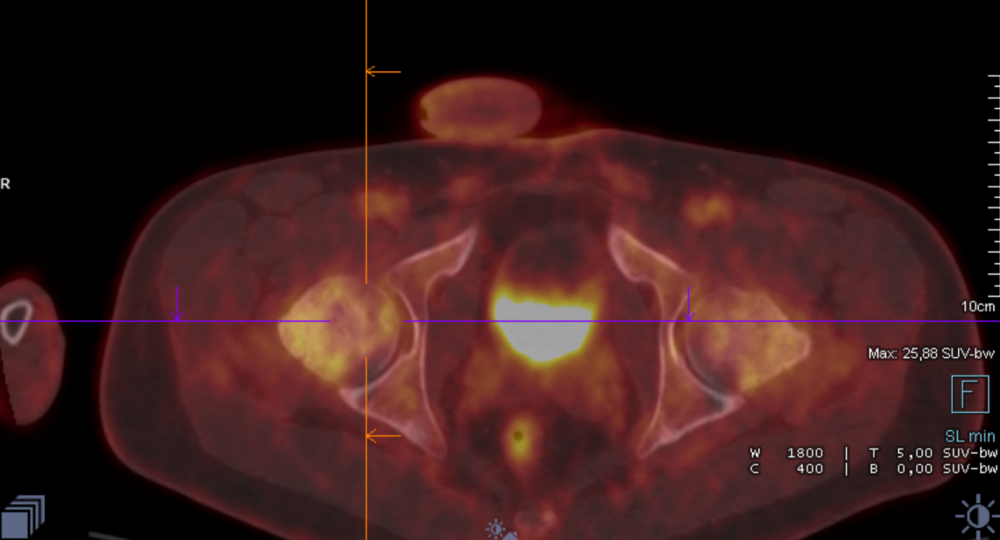 R
10cm
Max: 25,88 SUV-bw
F
SL min
W 1800 | T 5,00 SUV-bw
C 400 | B 0,00 SUV-bw